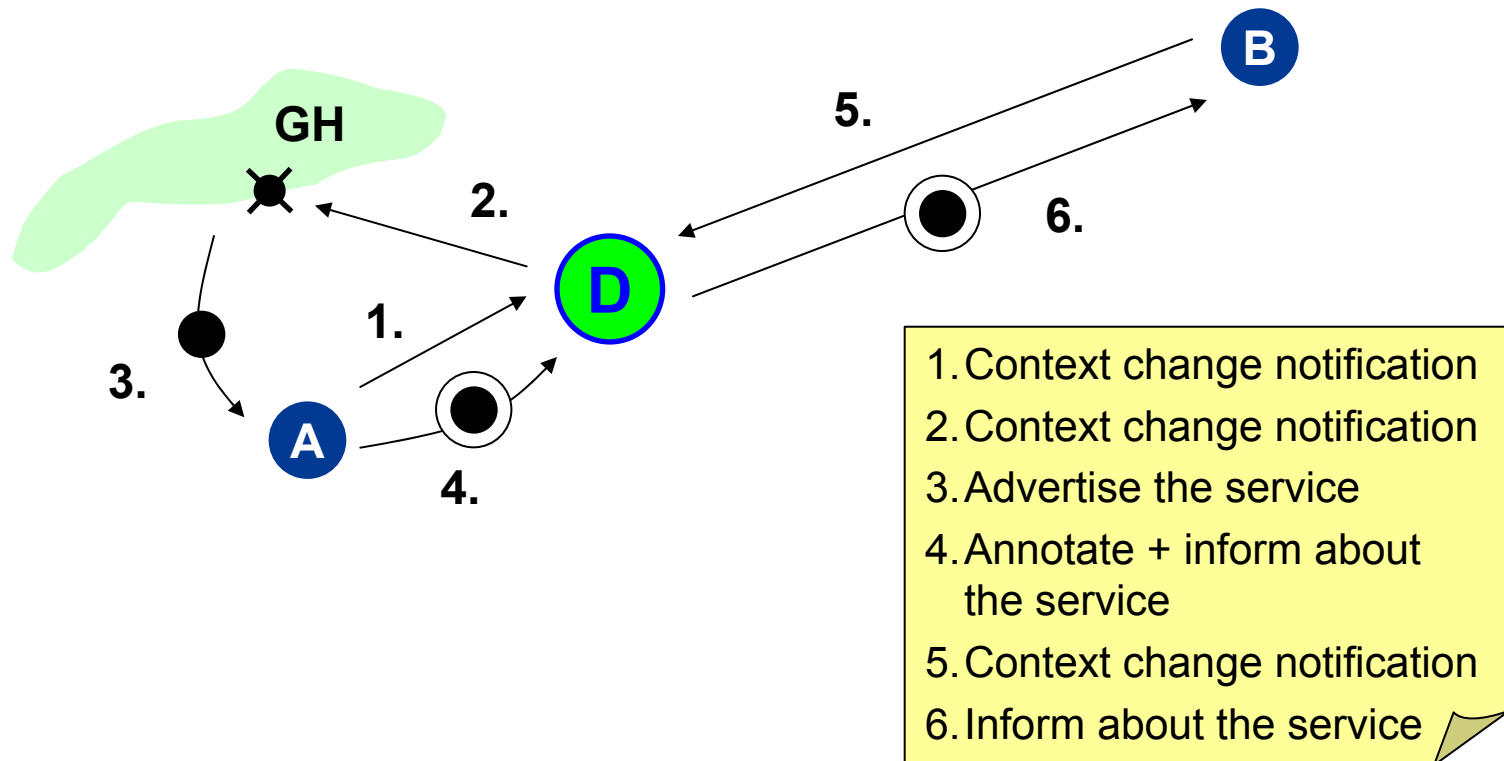 B
5.
GH
2.
6.
D
1.
3.
A
4.
1. Context change notification
2. Context change notification
3. Advertise the service
4. Annotate + inform about
the service
5. Context change notification
6. Inform about the service